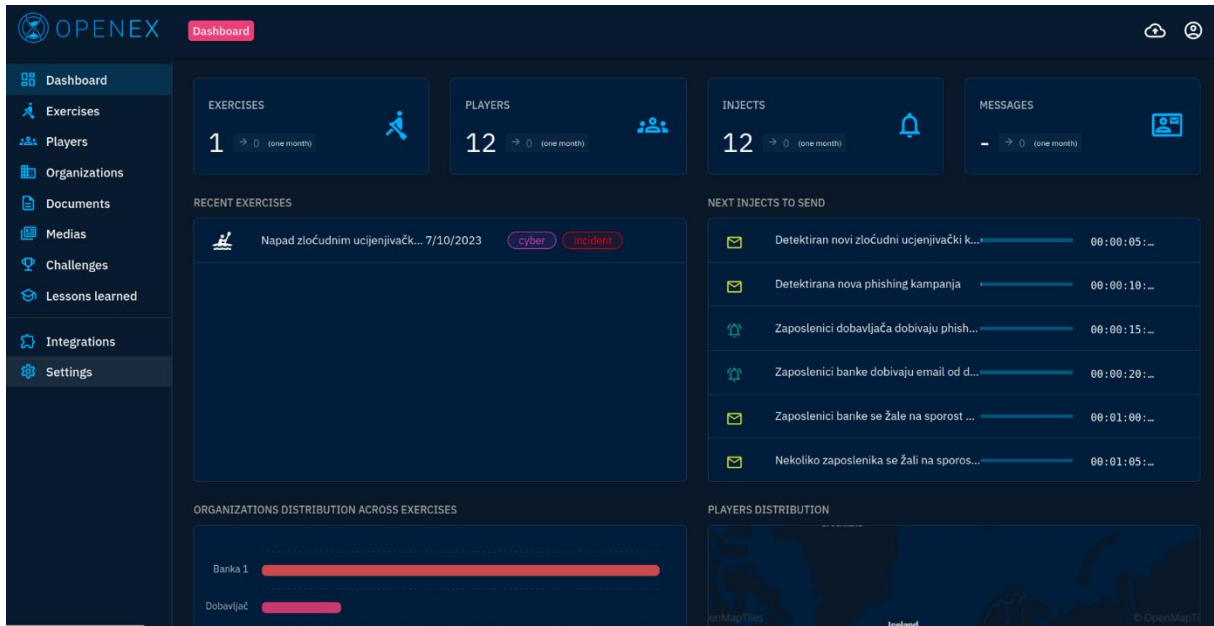 OPENEX
Dashboard
Dashboard
Exercises
Players
Organizations
Documents
Medias
Challenges
Lessons learned
Integrations
Settings
EXERCISES
1 → 0 (one month)
PLAYERS
12 → 0 (one month)
INJECTS
12 → 0 (one month)
MESSAGES
- → 0 (one month)
RECENT EXERCISES
Napad zloćudnim ucijenjivačk... 7/10/2023 cyber incident
NEXT INJECTS TO SEND
Detektiran novi zloćudni ucjenjivački k... 00:00:05:...
Detektirana nova phishing kampanja 00:00:10:...
Zaposlenici dobavljača dobivaju phish... 00:00:15:...
Zaposlenici banke dobivaju email od d... 00:00:20:...
Zaposlenici banke se žale na sporost ... 00:01:00:...
Nekoliko zaposlenika se žali na sporos... 00:01:05:...
ORGANIZATIONS DISTRIBUTION ACROSS EXERCISES
Banka 1
Dobavljač
PLAYERS DISTRIBUTION
enMapTiles
Iceland
© OpenMapTi